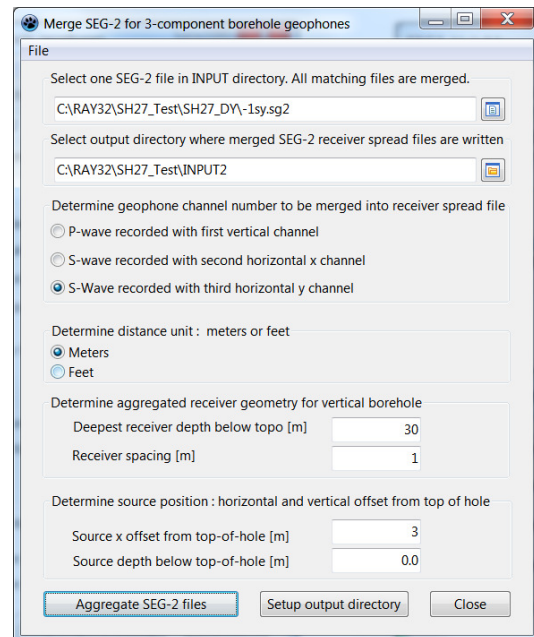 Merge SEG-2 for 3-component borehole geophones
File
Select one SEG-2 file in INPUT directory. All matching files are merged.
C:\RAY32\SH27_Test\SH27_DY\-1sy.sg2
Select output directory where merged SEG-2 receiver spread files are written
C:\RAY32\SH27_Test\INPUT2
Determine geophone channel number to be merged into receiver spread file
P-wave recorded with first vertical channel
S-wave recorded with second horizontal x channel
S-Wave recorded with third horizontal y channel
Determine distance unit : meters or feet
Meters
Feet
Determine aggregated receiver geometry for vertical borehole
Deepest receiver depth below topo [m] 30
Receiver spacing [m] 1
Determine source position : horizontal and vertical offset from top of hole
Source x offset from top-of-hole [m] 3
Source depth below top-of-hole [m] 0.0
Aggregate SEG-2 files Setup output directory Close